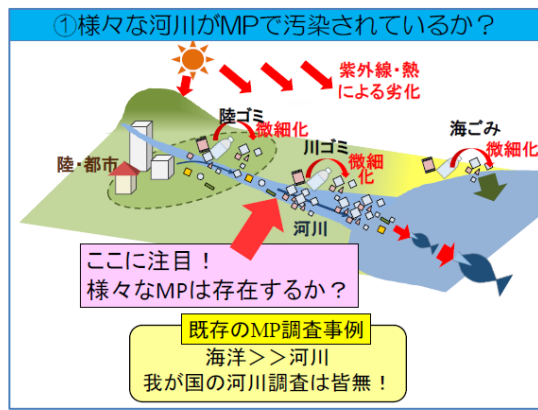 ①様々な河川がMPで汚染されているか？
紫外線・熱
による劣化
陸ゴミ
微細化
川ゴミ
微細
化
海ごみ
微細化
陸・都市
河川
ここに注目！
様々なMPは存在するか？
既存のMP調査事例
海洋>>河川
我が国の河川調査は皆無！